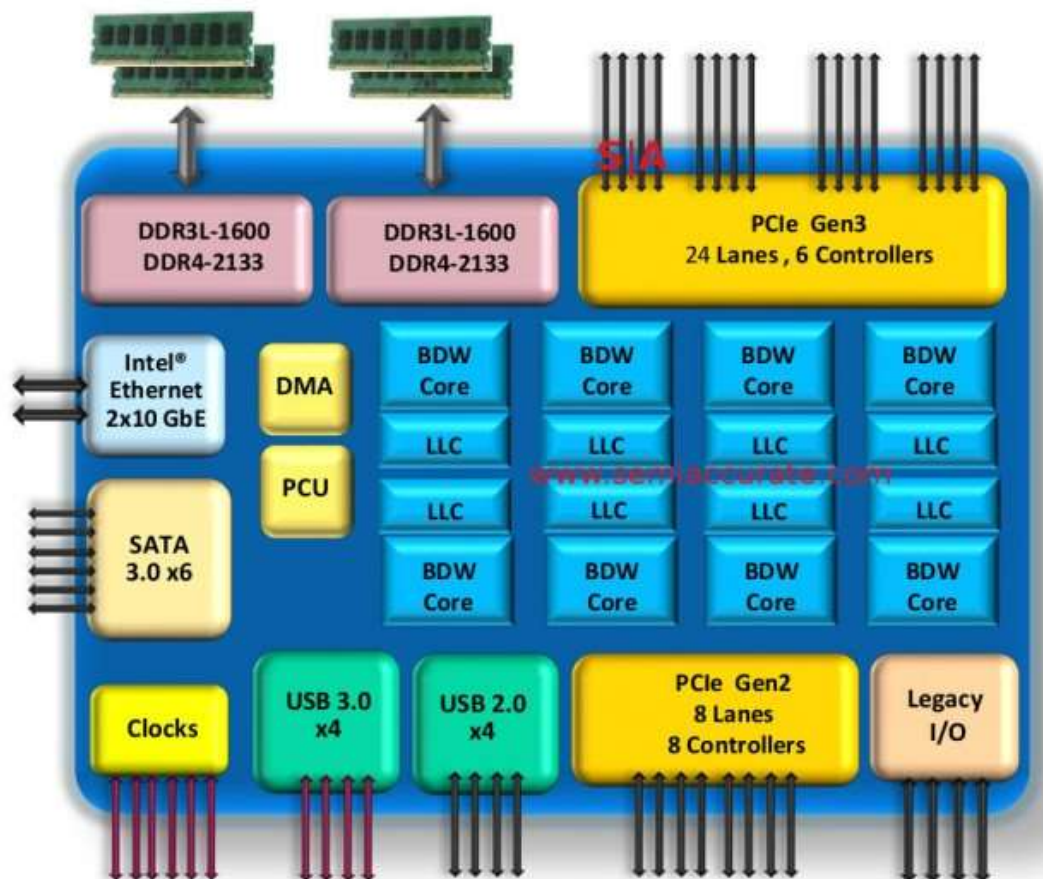 S|A
DDR3L-1600
DDR4-2133
DDR3L-1600
DDR4-2133
PCIe Gen3
24 Lanes , 6 Controllers
Intel®
Ethernet
2x10 GbE
DMA
BDW
Core
BDW
Core
BDW
Core
BDW
Core
LLC
LLC
LLC
LLC
www.semiaccurate.com
PCU
LLC
LLC
LLC
LLC
SATA
3.0 x6
BDW
Core
BDW
Core
BDW
Core
BDW
Core
Clocks
USB 3.0
x4
USB 2.0
x4
PCIe Gen2
8 Lanes
8 Controllers
Legacy
I/O